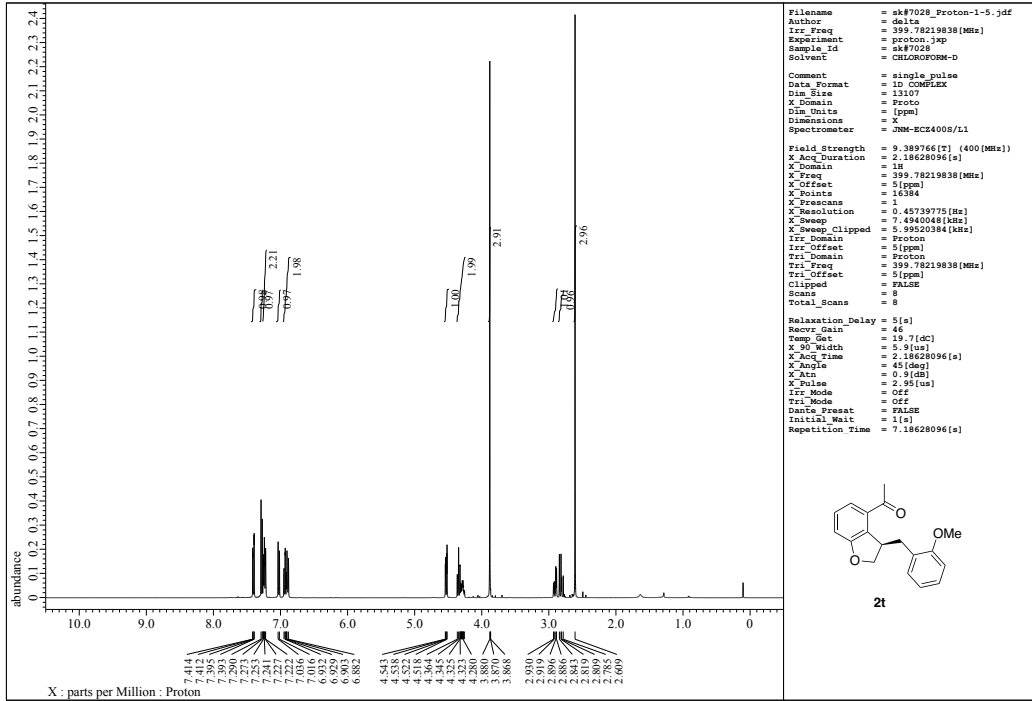 abundance
2.4
2.3
2.2
2.1
2.0
1.9
1.8
1.7
1.6
1.5
1.4
1.3
1.2
1.1
1.0
0.9
0.8
0.7
0.6
0.5
0.4
0.3
0.2
0.1
0
0.98
0.97
2.21
0.97
1.98
1.00
1.99
2.91
1.01
0.96
2.96
10.0 9.0 8.0 7.0 6.0 5.0 4.0 3.0 2.0 1.0 0
7.414
7.412
7.395
7.393
7.290
7.273
7.253
7.241
7.227
7.222
7.036
7.016
6.932
6.929
6.903
6.882
4.543
4.538
4.522
4.518
4.364
4.345
4.325
4.323
4.280
3.880
3.870
3.868
2.930
2.919
2.896
2.886
2.843
2.819
2.809
2.785
2.609
X : parts per Million : Proton
Filename = sk#7028_Proton-1-5.jdf
Author = delta
Irr_Freq = 399.78219838[MHz]
Experiment = proton.jxp
Sample_Id = sk#7028
Solvent = CHLOROFORM-D
Comment = single_pulse
Data_Format = 1D COMPLEX
Dim_Size = 13107
X_Domain = Proto
Dim_Units = [ppm]
Dimensions = X
Spectrometer = JNM-ECZ400S/L1
Field_Strength = 9.389766[T] (400[MHz])
X_Acq_Duration = 2.18628096[s]
X_Domain = 1H
X_Freq = 399.78219838[MHz]
X_Offset = 5[ppm]
X_Points = 16384
X_Prescans = 1
X_Resolution = 0.45739775[Hz]
X_Sweep = 7.4940048[kHz]
X_Sweep_Clipped = 5.99520384[kHz]
Irr_Domain = Proton
Irr_Offset = 5[ppm]
Tri_Domain = Proton
Tri_Freq = 399.78219838[MHz]
Tri_Offset = 5[ppm]
Clipped = FALSE
Scans = 8
Total_Scans = 8
Relaxation_Delay = 5[s]
Recvr_Gain = 46
Temp_Get = 19.7[dC]
X_90_Width = 5.9[us]
X_Acq_Time = 2.18628096[s]
X_Angle = 45[deg]
X_Atn = 0.9[dB]
X_Pulse = 2.95[us]
Irr_Mode = Off
Tri_Mode = Off
Dante_Presat = FALSE
Initial_Wait = 1[s]
Repetition_Time = 7.18628096[s]
O
OMe
O
2t